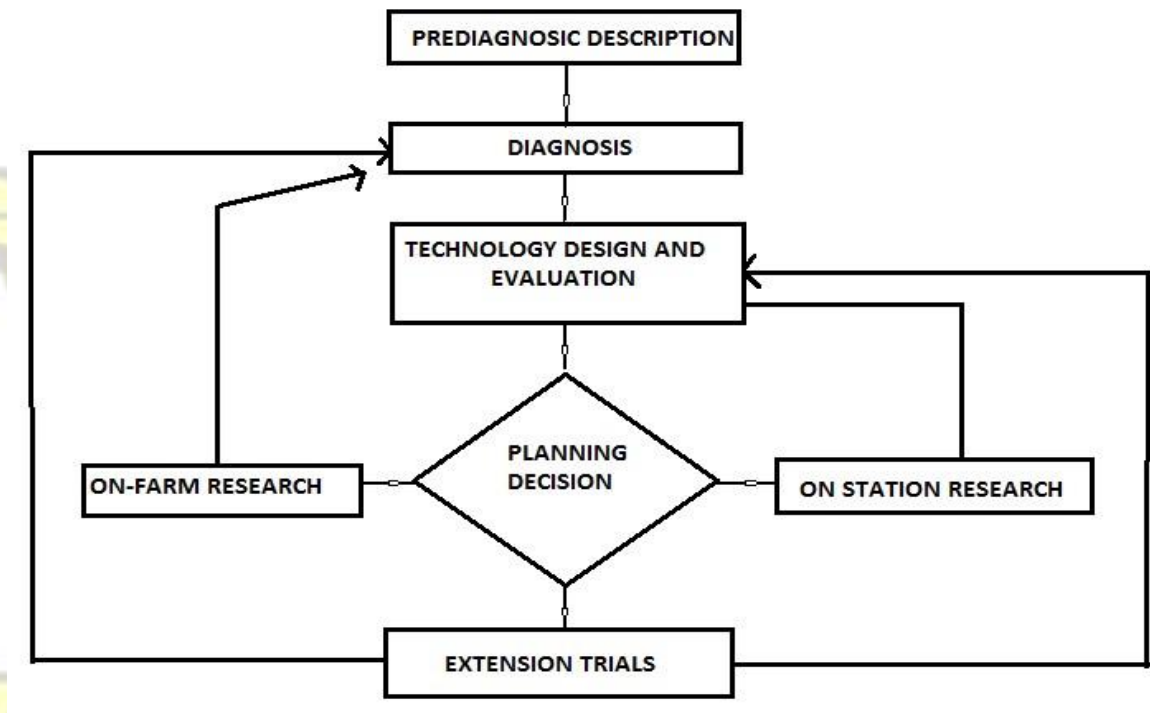 PREDIAGNOSIC DESCRIPTION
DIAGNOSIS
TECHNOLOGY DESIGN AND
EVALUATION
PLANNING
DECISION
ON-FARM RESEARCH
ON STATION RESEARCH
EXTENSION TRIALS